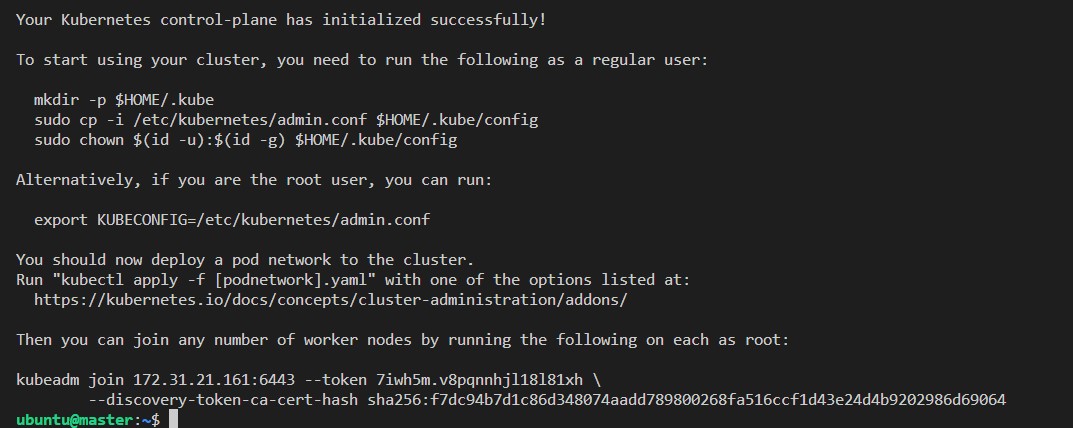 Your Kubernetes control-plane has initialized successfully!
To start using your cluster, you need to run the following as a regular user:
mkdir -p $HOME/.kube
sudo cp -i /etc/kubernetes/admin.conf $HOME/.kube/config
sudo chown $(id -u):$(id -g) $HOME/.kube/config
Alternatively, if you are the root user, you can run:
export KUBECONFIG=/etc/kubernetes/admin.conf
You should now deploy a pod network to the cluster.
Run "kubectl apply -f [podnetwork].yaml" with one of the options listed at:
https://kubernetes.io/docs/concepts/cluster-administration/addons/
Then you can join any number of worker nodes by running the following on each as root:
kubeadm join 172.31.21.161:6443 --token 7iwh5m.v8pqnnhjl18l81xh \
--discovery-token-ca-cert-hash sha256:f7dc94b7d1c86d348074aadd789800268fa516ccf1d43e24d4b9202986d69064
ubuntu@master:~$